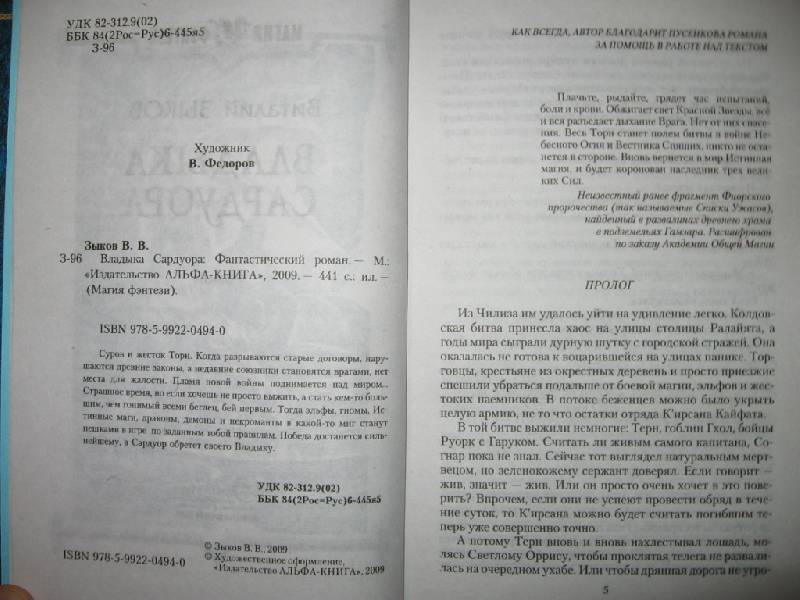 УДК 82-312.9(02)
ББК 84(2Рос=Рус)6-445я5
З-96
Художник
В. Федоров
Зыков В. В.
З-96 Владыка Сардуора: Фантастический роман. — М.:
«Издательство АЛЬФА-КНИГА», 2009. — 441 с.: ил. —
(Магия фэнтези).
ISBN 978-5-9922-0494-0
Суров и жесток Торн. Когда разрываются старые договоры, нару-
шаются древние законы, а недавние союзники становятся врагами, нет
места для жалости. Пламя новой войны поднимается над миром...
Страшное время, но если хочешь не просто выжить, а стать кем-то боль-
шим, чем гонимый всеми беглец, бей первым. Тогда эльфы, гномы, Ис-
тинные маги, драконы, демоны и некроманты в какой-то миг станут
пешками в игре по заданным тобой правилам. Победа достанется силь-
нейшему, а Сардуор обретет своего Владыку.
УДК 82-312.9(02)
ББК 84(2Рос=Рус)6-445я5
ISBN 978-5-9922-0494-0
© Зыков В. В., 2009
© Художественное оформление,
«Издательство АЛЬФА-КНИГА», 2009
КАК ВСЕГДА, АВТОР БЛАГОДАРИТ ПУСЕНКОВА РОМАНА
ЗА ПОМОЩЬ В РАБОТЕ НАД ТЕКСТОМ
Плачьте, рыдайте, грядет час испытаний,
боли и крови. Обжигает свет Красной Звезды, всё
и вся разъедает дыхание Врага. Нет от них спасе-
ния. Весь Торн станет полем битвы в войне Не-
бесного Огня и Вестника Спящих, никто не оста-
нется в стороне. Вновь вернется в мир Истинная
магия, и будет коронован наследник трех вели-
ких Сил.
Неизвестный ранее фрагмент Фиорского
пророчества (так называемые Списки Ужасов),
найденный в развалинах древнего храма
в подземельях Гамзара. Расшифрован
по заказу Академии Общей Магии
ПРОЛОГ
Из Чилиза им удалось уйти на удивление легко. Колдов-
ская битва принесла хаос на улицы столицы Ралайята, а
годы мира сыграли дурную шутку с городской стражей. Она
оказалась не готова к воцарившейся на улицах панике. Тор-
говцы, крестьяне из окрестных деревень и просто приезжие
спешили убраться подальше от боевой магии, эльфов и жес-
токих наемников. В потоке беженцев можно было укрыть
целую армию, не то что остатки отряда К'ирсана Кайфата.
В той битве выжили немногие: Терн, гоблин Гхол, бойцы
Руорк с Гаруком. Считать ли живым самого капитана, Со-
гнар пока не знал. Сейчас тот выглядел натуральным мерт-
вецом, но зеленокожему сержант доверял. Если говорит —
жив, значит — жив. Или он просто очень хочет в это пове-
рить? Впрочем, если они не успеют провести обряд в тече-
ние суток, то К'ирсана можно будет считать погибшим те-
перь уже совершенно точно.
А потому Терн вновь и вновь нахлестывал лошадь, мо-
лясь Светлому Оррису, чтобы проклятая телега не развали-
лась на очередном ухабе. Или чтобы дрянная дорога не угро-
5